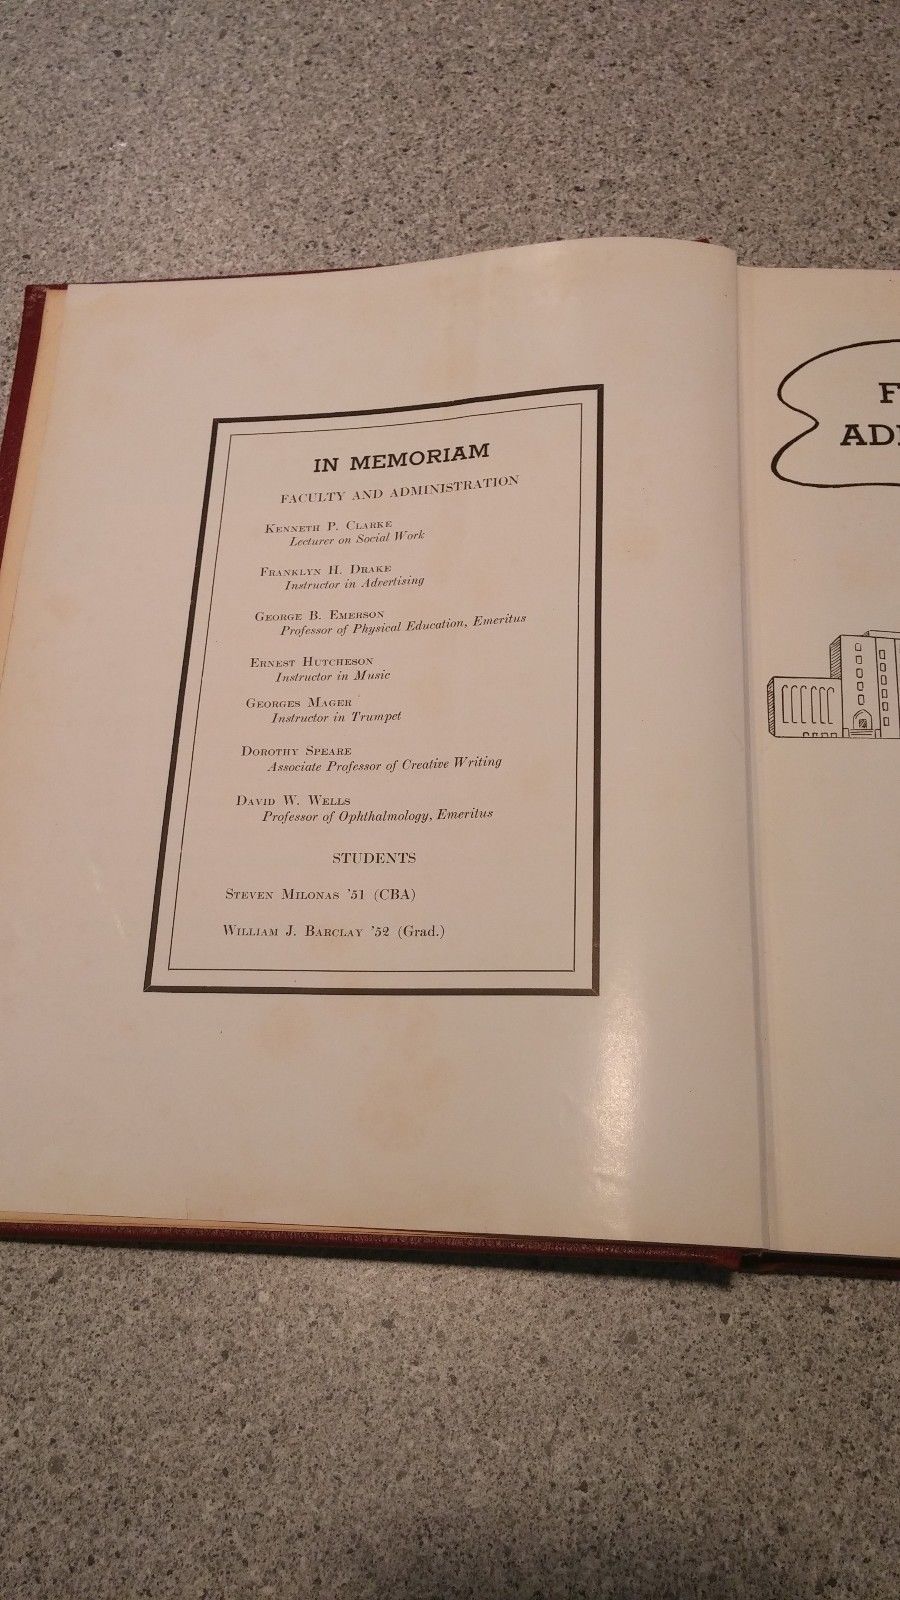 IN MEMORIAM
FACULTY AND ADMINISTRATION
KENNETH P. CLARKE
Lecturer on Social Work
FRANKLYN H. DRAKE
Instructor in Advertising
GEORGE B. EMERSON
Professor of Physical Education, Emeritus
ERNEST HUTCHESON
Instructor in Music
GEORGES MAGER
Instructor in Trumpet
DOROTHY SPEARE
Associate Professor of Creative Writing
DAVID W. WELLS
Professor of Ophthalmology, Emeritus
STUDENTS
STEVEN MILONAS '51 (CBA)
WILLIAM J. BARCLAY '52 (Grad.)
F
AD